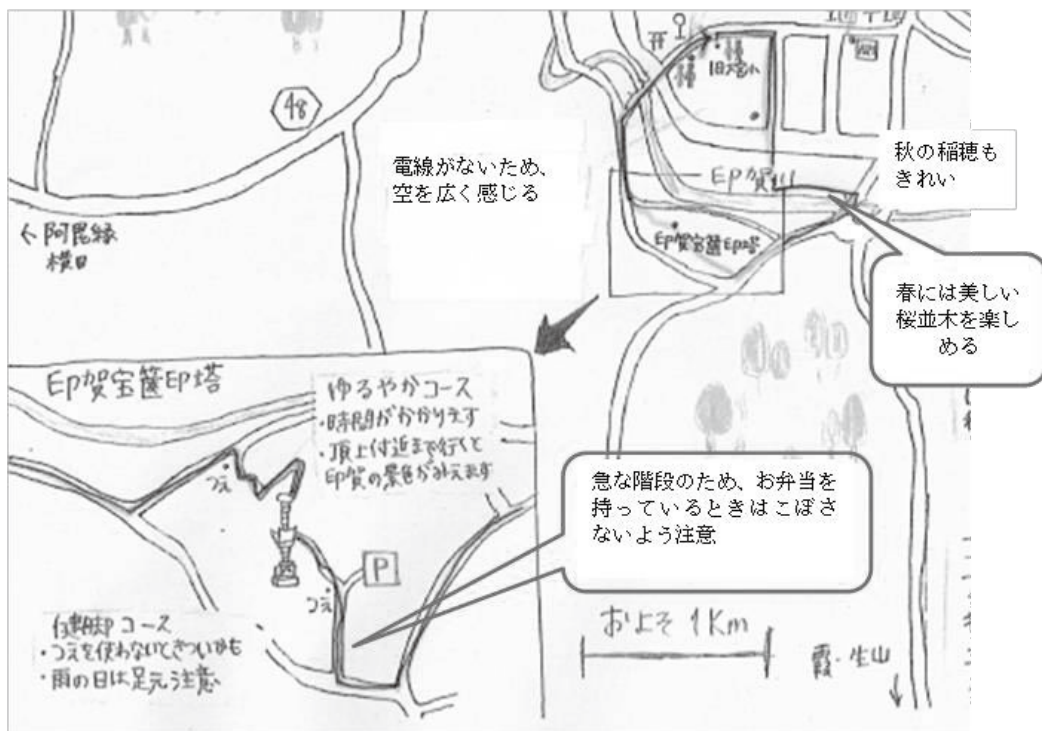 48
旧大宮小
電線がないため、
空を広く感じる
秋の稲穂も
きれい
印賀川
印賀宝篋印塔
←阿毘縁
横田
春には美しい
桜並木を楽し
める
印賀宝篋印塔
ゆるやかコース
・時間がかかります
・頂上付近まで行くと
印賀の景色がみえます
つえ
急な階段のため、お弁当を
持っているときはこぼさ
ないよう注意
P
つえ
健脚コース
・つえを使わないときついかも
・雨の日は足元注意
およそ 1Km
霞・生山